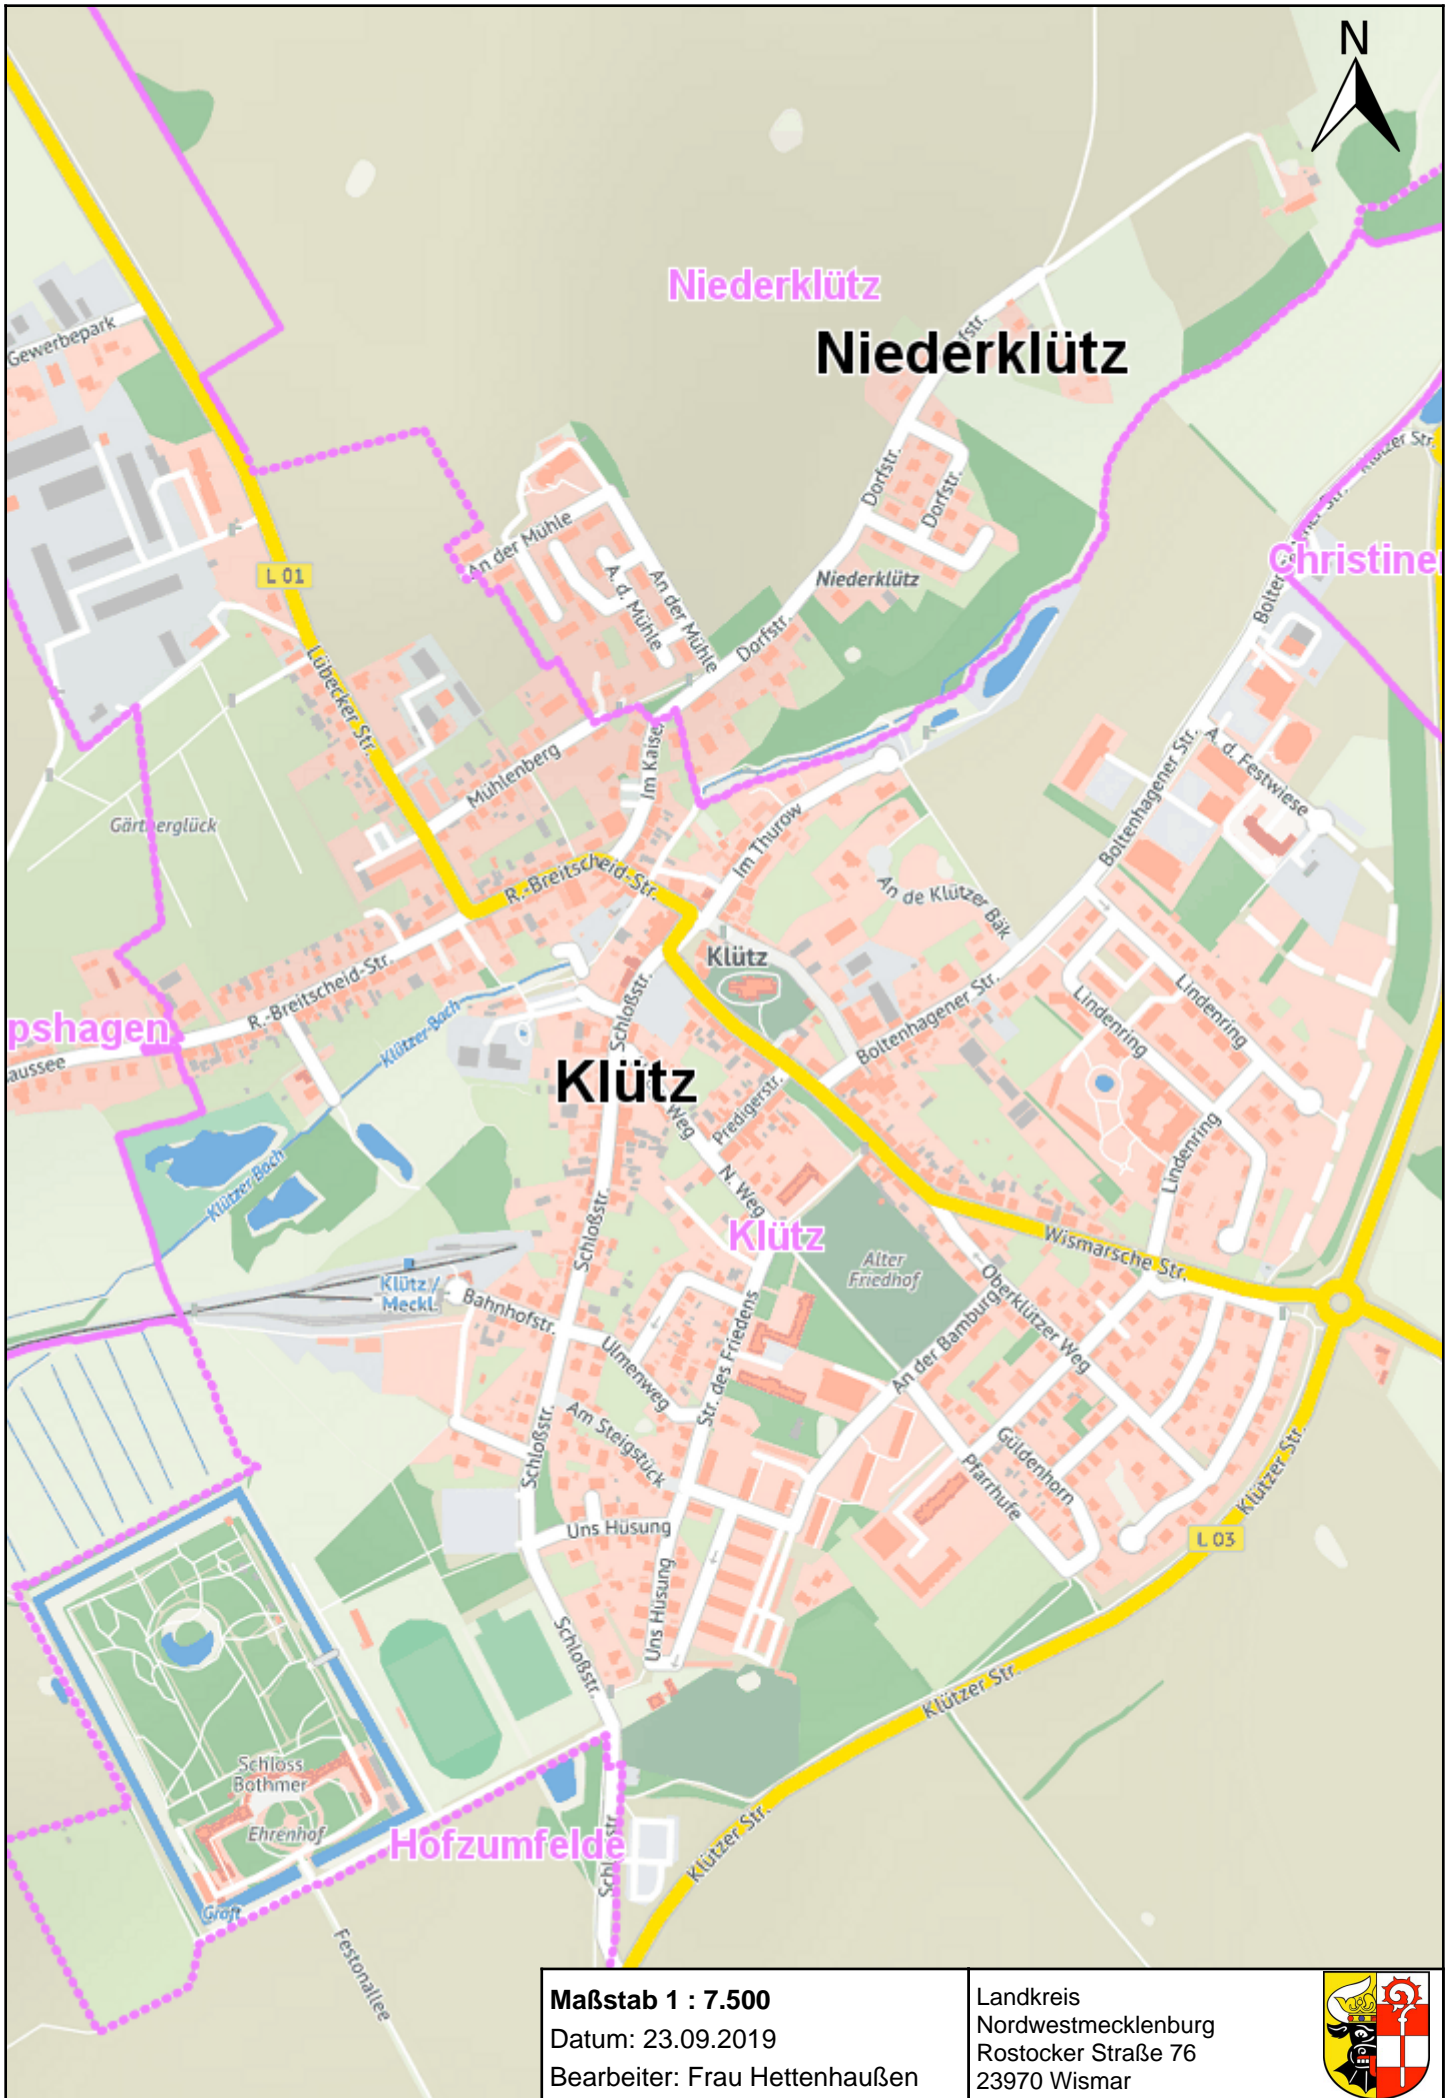 N
Niederklütz
Niederklütz
Gewerbepark
L 01
An der Mühle
A. d. Mühle
An der Mühle
Dorfstr.
Dorfstr.
Dorfstr.
Niederklütz
Klützer Str.
Christine
Lübecker Str.
Mühlenberg
Im Kaiser
Gärtnerglück
Im Thurow
Boltenhagener Str.
A. d. Festwiese
R.-Breitscheid-Str.
An de Klützer Bäk
Klütz
R.-Breitscheid-Str.
pshagen
aussee
Klützer-Bach
Schloßstr.
Boltenhagener Str.
Lindenring
Lindenring
Klütz
Weg
Predigerstr.
Lindenring
Klützer Bach
N. Weg
Klütz
Schloßstr.
Alter
Friedhof
Wismarsche Str.
Klütz /
Meckl.
Bahnhofstr.
Ulmenweg
Str. des Friedens
An der Bamburg
Oberklützer Weg
Am Steigstück
Schloßstr.
Güldenhorn
Pfarrhufe
Klützer Str.
L 03
Uns Hüsung
Uns Hüsung
Schloßstr.
Klützer Str.
Schloss
Bothmer
Ehrenhof
Hofzumfelde
Klützer Str.
Graft
Festonallee
Maßstab 1 : 7.500
Datum: 23.09.2019
Bearbeiter: Frau Hettenhaußen
Landkreis
Nordwestmecklenburg
Rostocker Straße 76
23970 Wismar